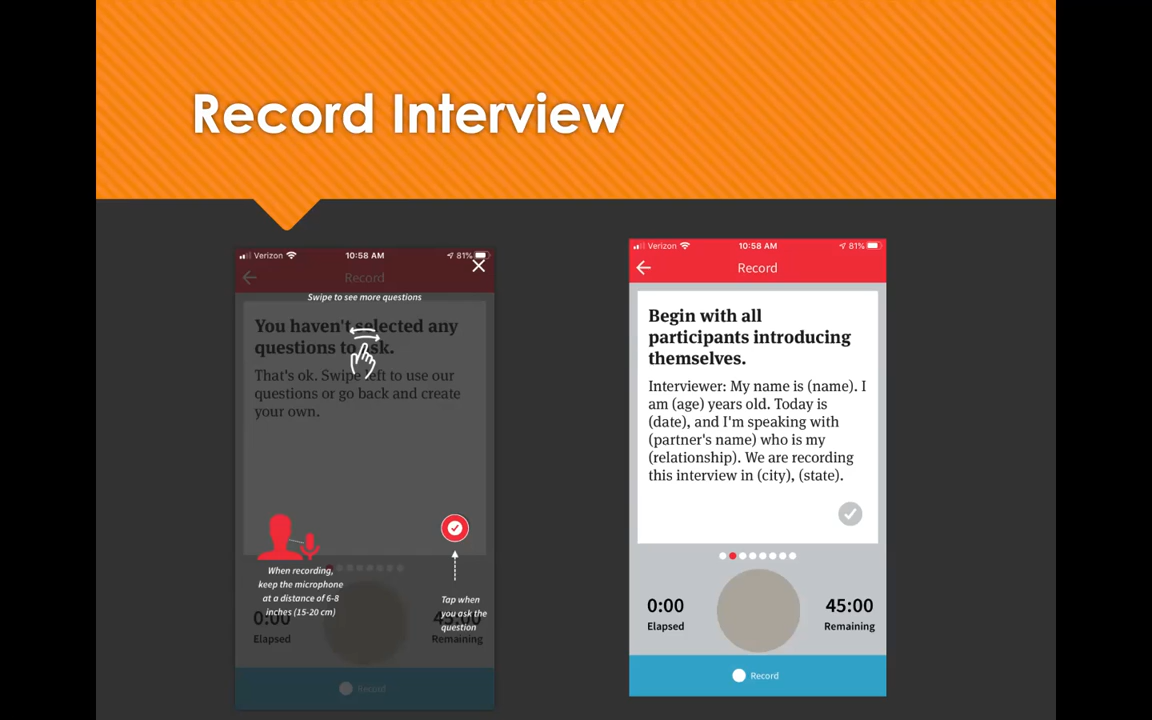 Record Interview
Verizon 10:58 AM 81%
Record
Swipe to see more questions
You haven't selected any
questions to ask.
That's ok. Swipe left to use our
questions or go back and create
your own.
When recording,
keep the microphone
at a distance of 6-8
inches (15-20 cm)
Tap when
you ask the
question
0:00
Elapsed
45:00
Remaining
Record
Verizon 10:58 AM 81%
Record
Begin with all
participants introducing
themselves.
Interviewer: My name is (name). I
am (age) years old. Today is
(date), and I'm speaking with
(partner's name) who is my
(relationship). We are recording
this interview in (city), (state).
0:00
Elapsed
45:00
Remaining
Record